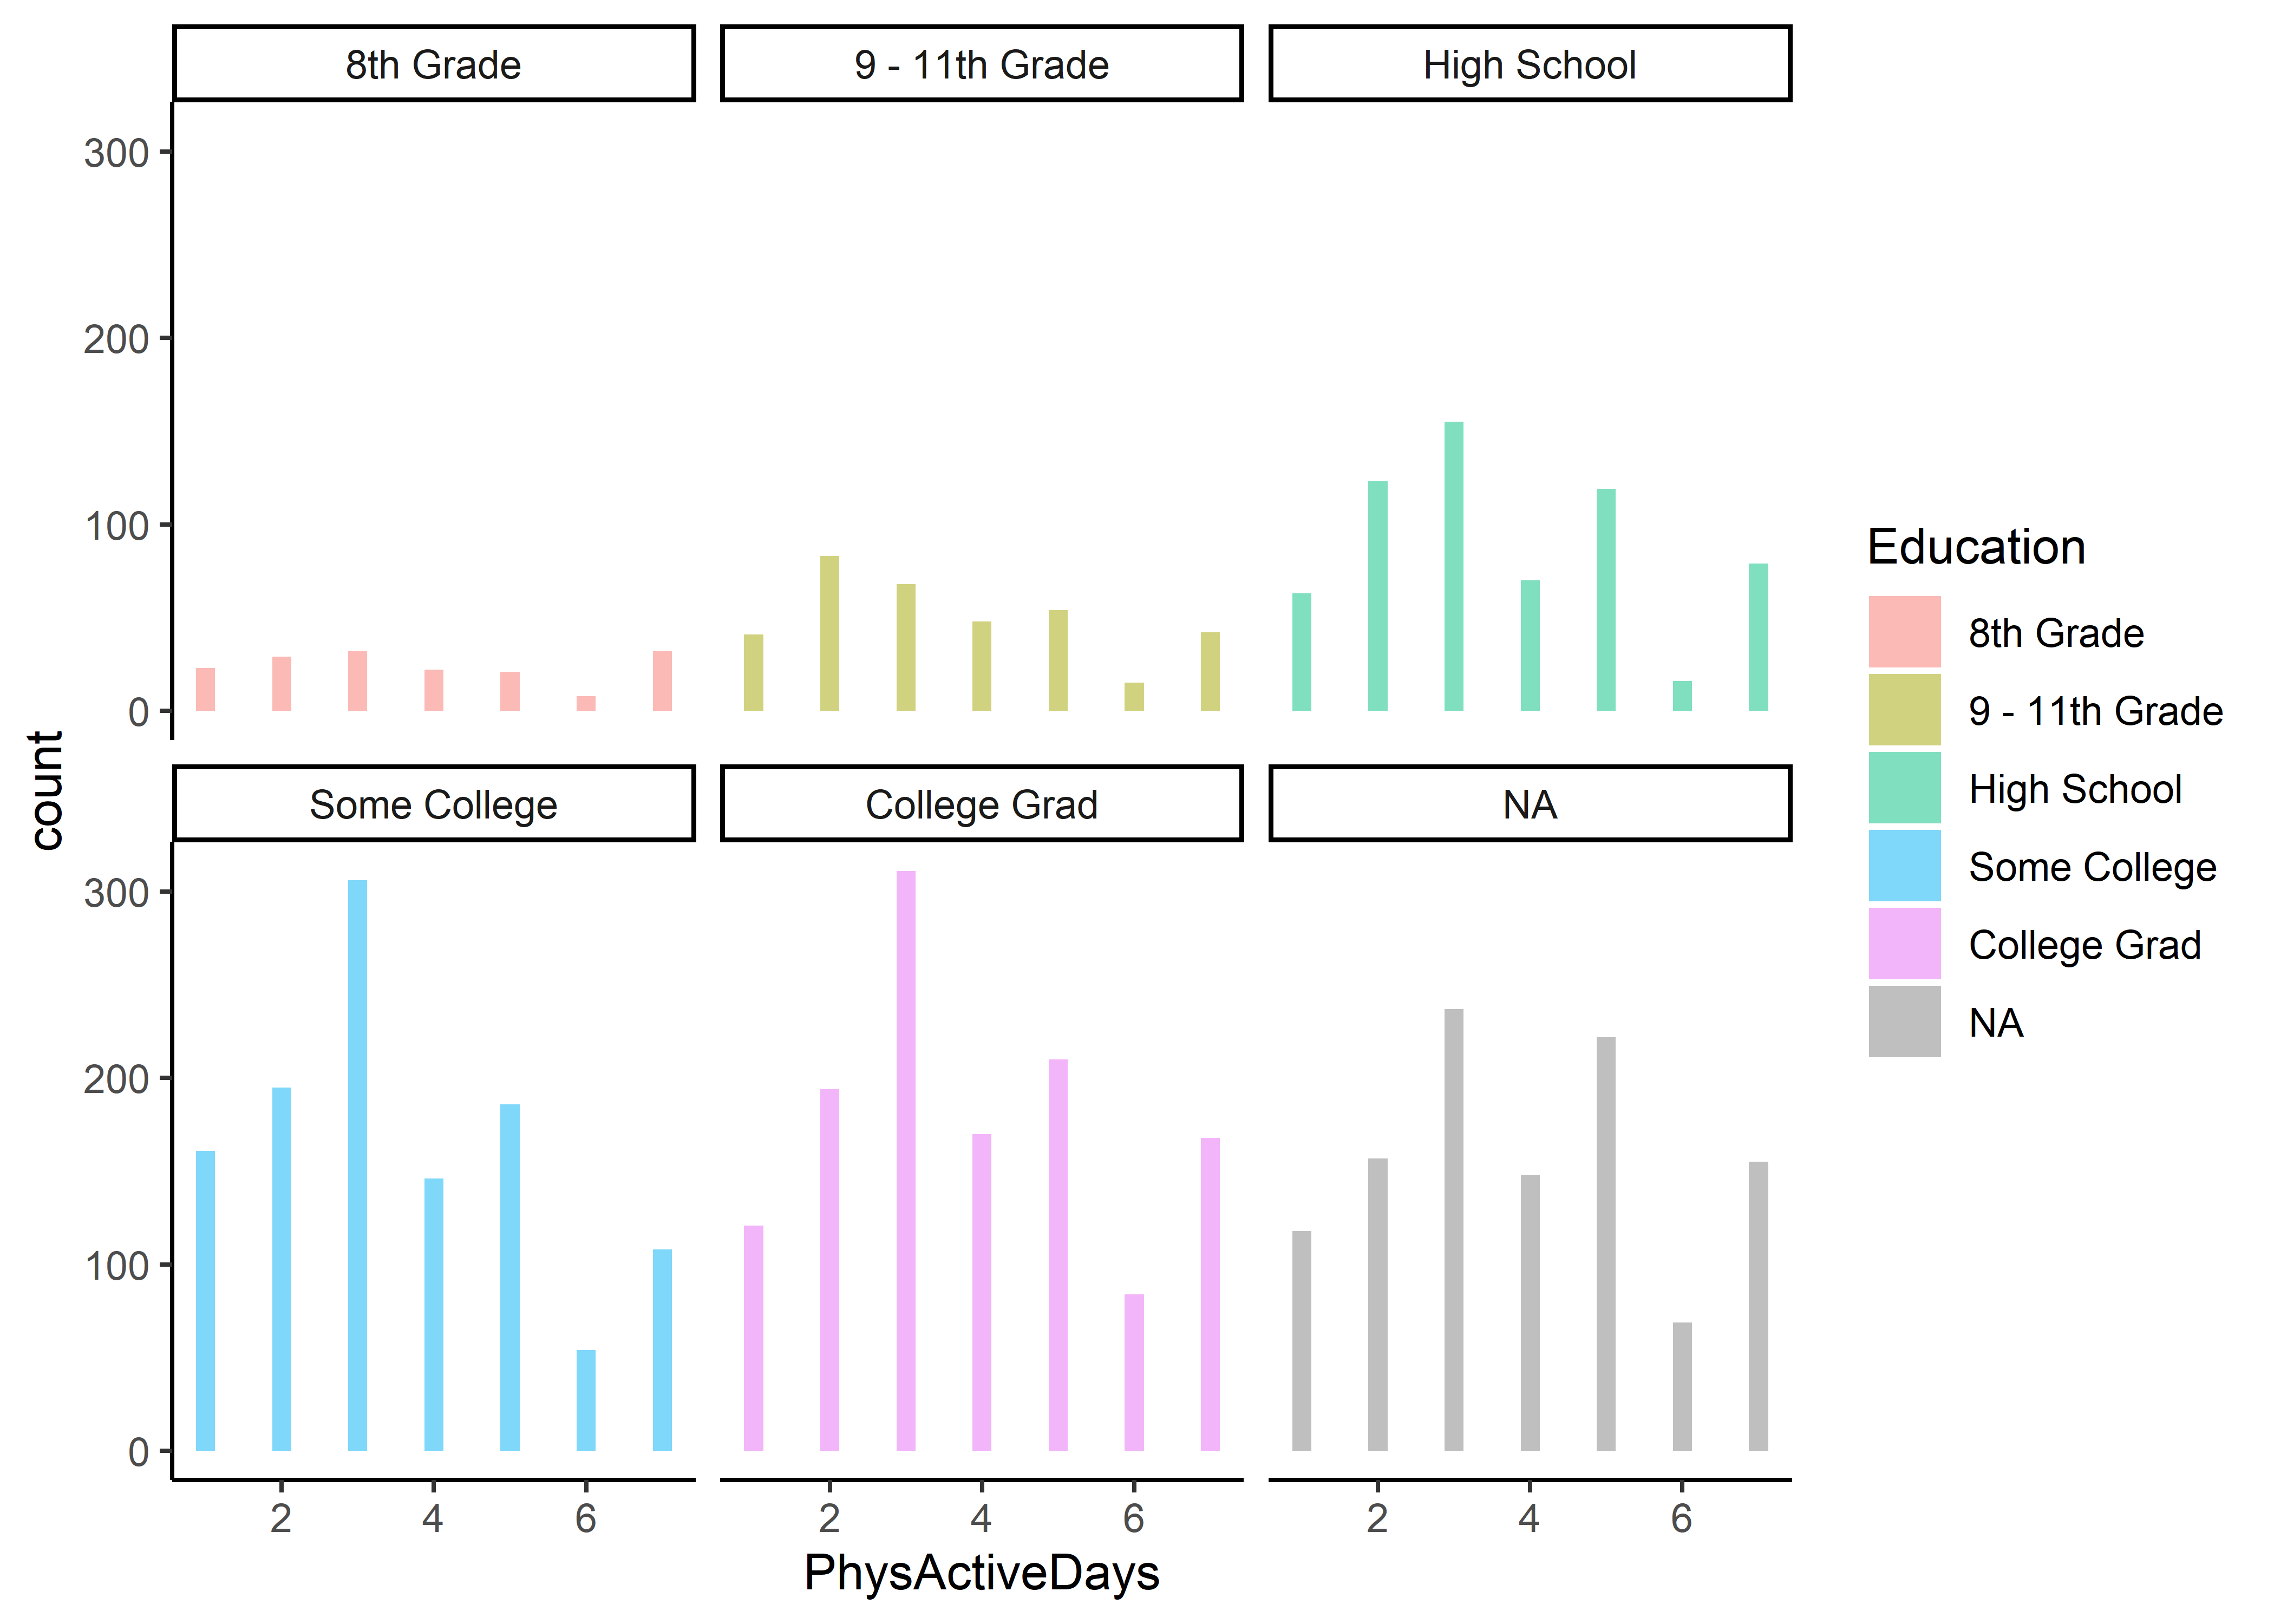 8th Grade
9 - 11th Grade
High School
300
200
100
0
count
Some College
College Grad
NA
300
200
100
0
2
4
6
2
4
6
2
4
6
PhysActiveDays
Education
8th Grade
9 - 11th Grade
High School
Some College
College Grad
NA